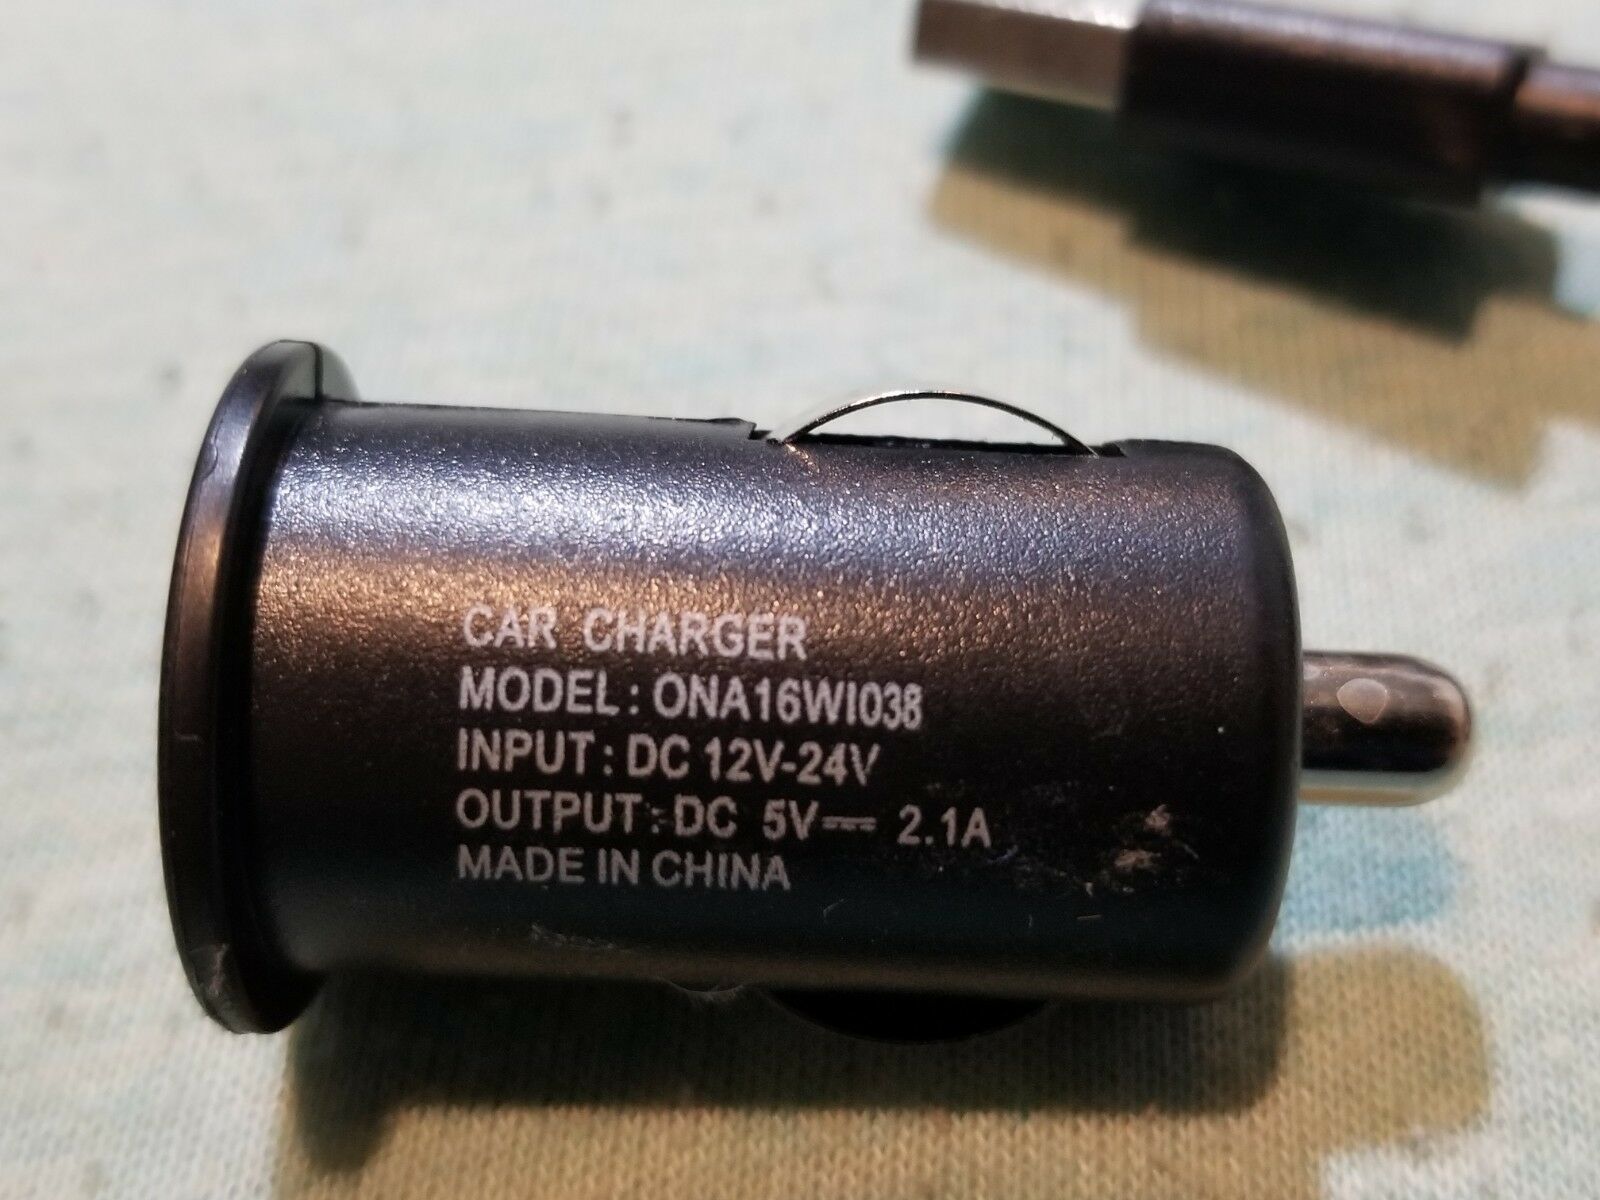 CAR CHARGER
MODEL: ONA16WI038
INPUT: DC 12V-24V
OUTPUT: DC 5V⎓ 2.1A
MADE IN CHINA